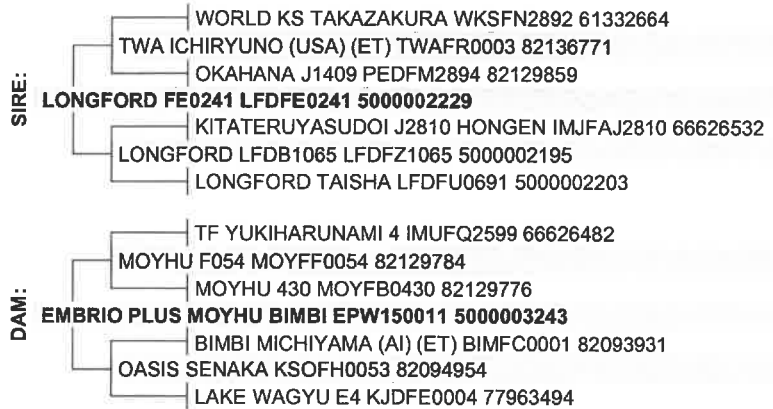 WORLD KS TAKAZAKURA WKSFN2892 61332664
TWA ICHIRYUNO (USA) (ET) TWAFR0003 82136771
OKAHANA J1409 PEDFM2894 82129859
SIRE:
LONGFORD FE0241 LFDFE0241 5000002229
KITATERUYASUDOI J2810 HONGEN IMJFAJ2810 66626532
LONGFORD LFDB1065 LFDFZ1065 5000002195
LONGFORD TAISHA LFDFU0691 5000002203
TF YUKIHARUNAMI 4 IMUFQ2599 66626482
MOYHU F054 MOYFF0054 82129784
MOYHU 430 MOYFB0430 82129776
DAM:
EMBRIO PLUS MOYHU BIMBI EPW150011 5000003243
BIMBI MICHIYAMA (AI) (ET) BIMFC0001 82093931
OASIS SENAKA KSOFH0053 82094954
LAKE WAGYU E4 KJDFE0004 77963494